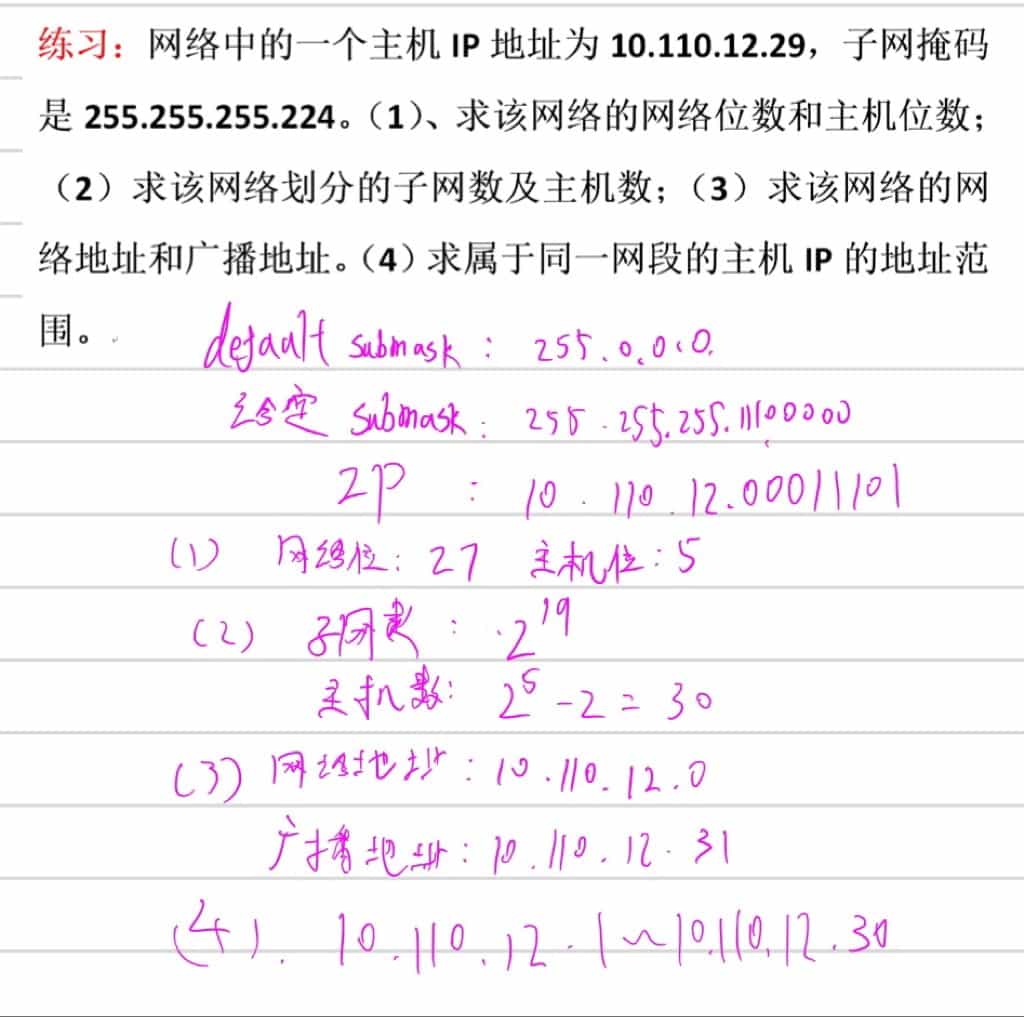 练习：网络中的一个主机 IP 地址为 10.110.12.29，子网掩码
是 255.255.255.224。（1）、求该网络的网络位数和主机位数；
（2）求该网络划分的子网数及主机数；（3）求该网络的网
络地址和广播地址。（4）求属于同一网段的主机 IP 的地址范
围。
default submask : 255.0.0.0.
给定 submask : 255.255.255.11100000
IP : 10.110.12.00011101
(1) 网络位: 27 主机位: 5
(2) 子网数: 2^19
主机数: 2^5-2=30
(3) 网络地址: 10.110.12.0
广播地址: 10.110.12.31
(4). 10.110.12.1~10.110.12.30